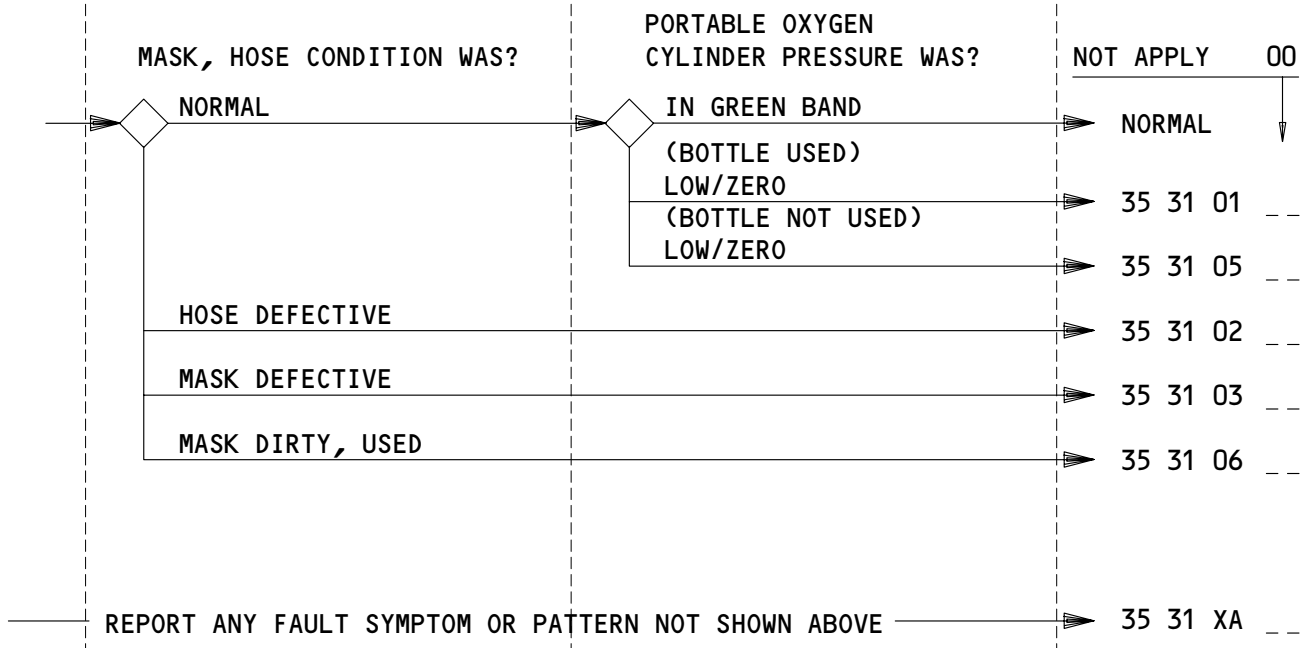 PORTABLE OXYGEN
MASK, HOSE CONDITION WAS? CYLINDER PRESSURE WAS? NOT APPLY 00
NORMAL IN GREEN BAND
NORMAL
(BOTTLE USED)
LOW/ZERO
35 31 01 _ _
(BOTTLE NOT USED)
LOW/ZERO
35 31 05 _ _
HOSE DEFECTIVE
35 31 02 _ _
MASK DEFECTIVE
35 31 03 _ _
MASK DIRTY, USED
35 31 06 _ _
REPORT ANY FAULT SYMPTOM OR PATTERN NOT SHOWN ABOVE 35 31 XA _ _